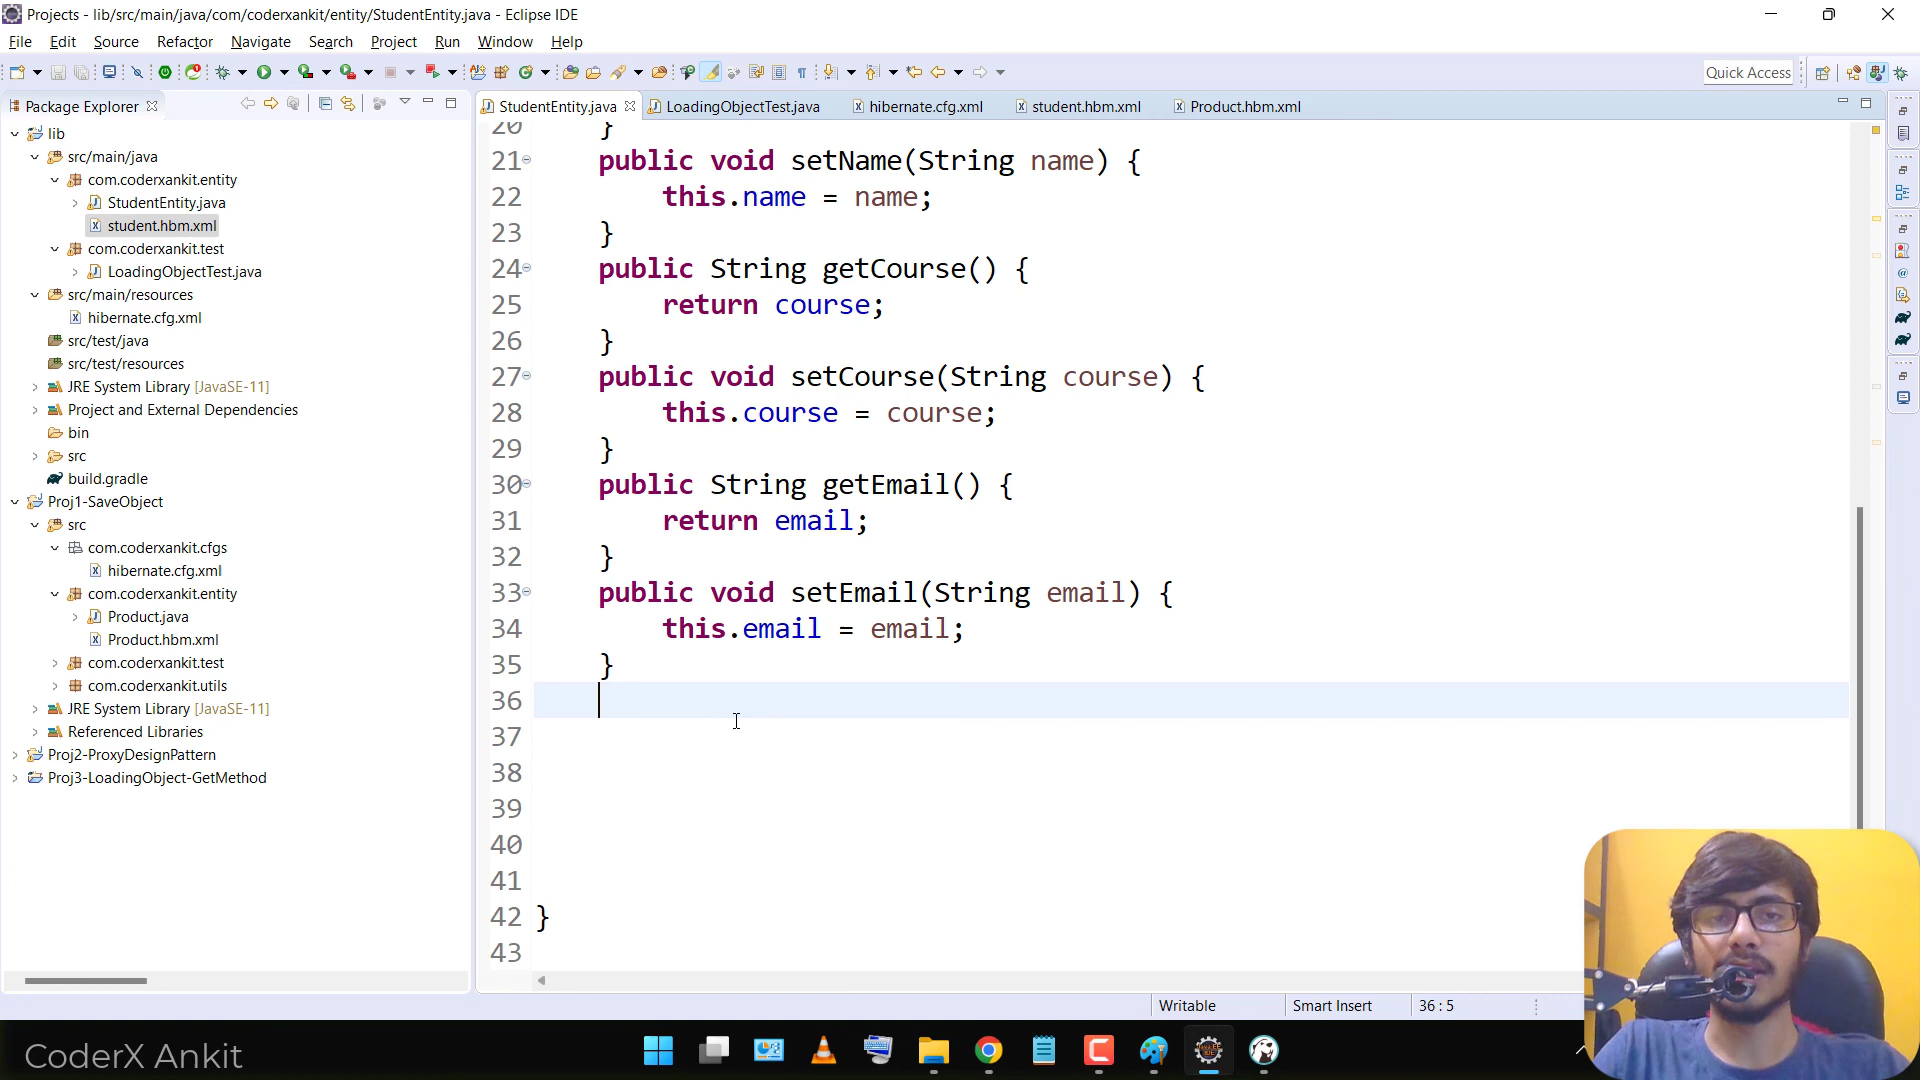 Projects - lib/src/main/java/com/coderxankit/entity/StudentEntity.java - Eclipse IDE
File Edit Source Refactor Navigate Search Project Run Window Help
Quick Access
Package Explorer
StudentEntity.java LoadingObjectTest.java hibernate.cfg.xml student.hbm.xml Product.hbm.xml
lib
src/main/java
com.coderxankit.entity
StudentEntity.java
student.hbm.xml
com.coderxankit.test
LoadingObjectTest.java
src/main/resources
hibernate.cfg.xml
src/test/java
src/test/resources
JRE System Library [JavaSE-11]
Project and External Dependencies
bin
src
build.gradle
Proj1-SaveObject
src
com.coderxankit.cfgs
hibernate.cfg.xml
com.coderxankit.entity
Product.java
Product.hbm.xml
com.coderxankit.test
com.coderxankit.utils
JRE System Library [JavaSE-11]
Referenced Libraries
Proj2-ProxyDesignPattern
Proj3-LoadingObject-GetMethod
20 }
21 public void setName(String name) {
22 this.name = name;
23 }
24 public String getCourse() {
25 return course;
26 }
27 public void setCourse(String course) {
28 this.course = course;
29 }
30 public String getEmail() {
31 return email;
32 }
33 public void setEmail(String email) {
34 this.email = email;
35 }
36
37
38
39
40
41
42 }
43
Writable Smart Insert 36 : 5
CoderX Ankit